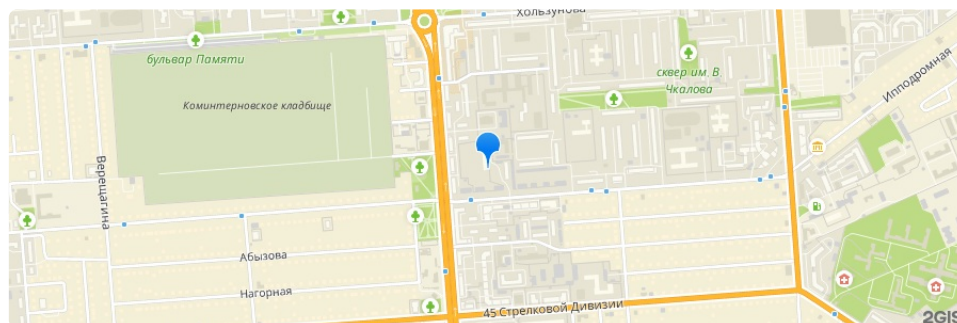 Хользунова
бульвар Памяти
сквер им. В.
Чкалова
Ипподромная
Коминтерновское кладбище
Верещагина
Абызова
Нагорная
45 Стрелковой Дивизии
2GIS